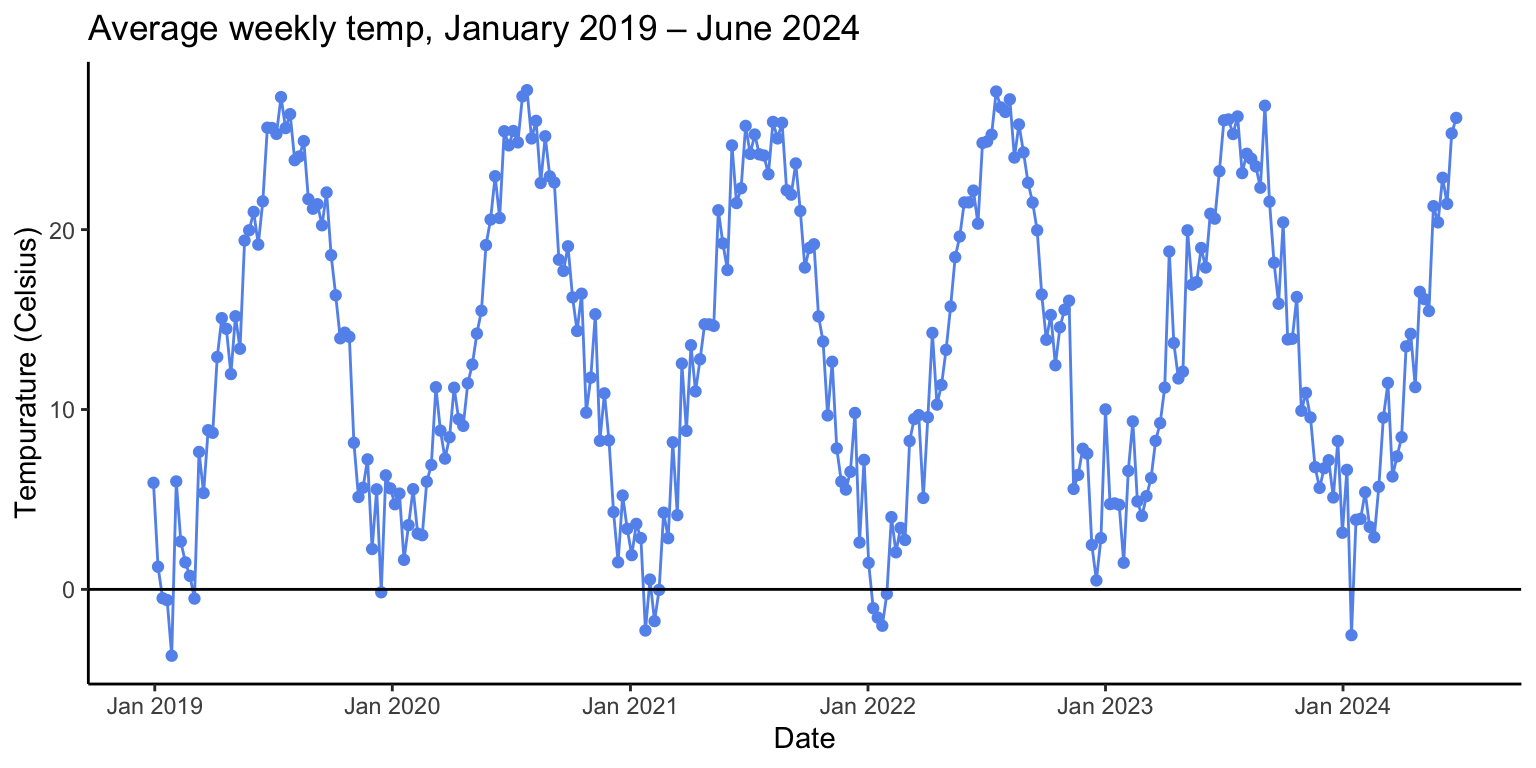 Average weekly temp, January 2019 – June 2024
Tempurature (Celsius)
20
10
0
Jan 2019
Jan 2020
Jan 2021
Jan 2022
Jan 2023
Jan 2024
Date